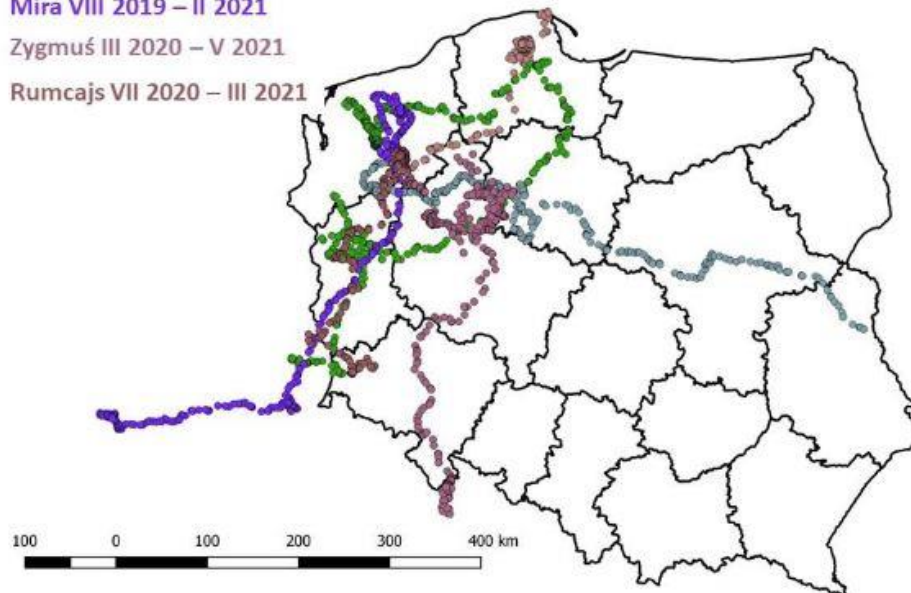 Mira VIII 2019 – II 2021
Zygmuś III 2020 – V 2021
Rumcajs VII 2020 – III 2021
100 0 100 200 300 400 km